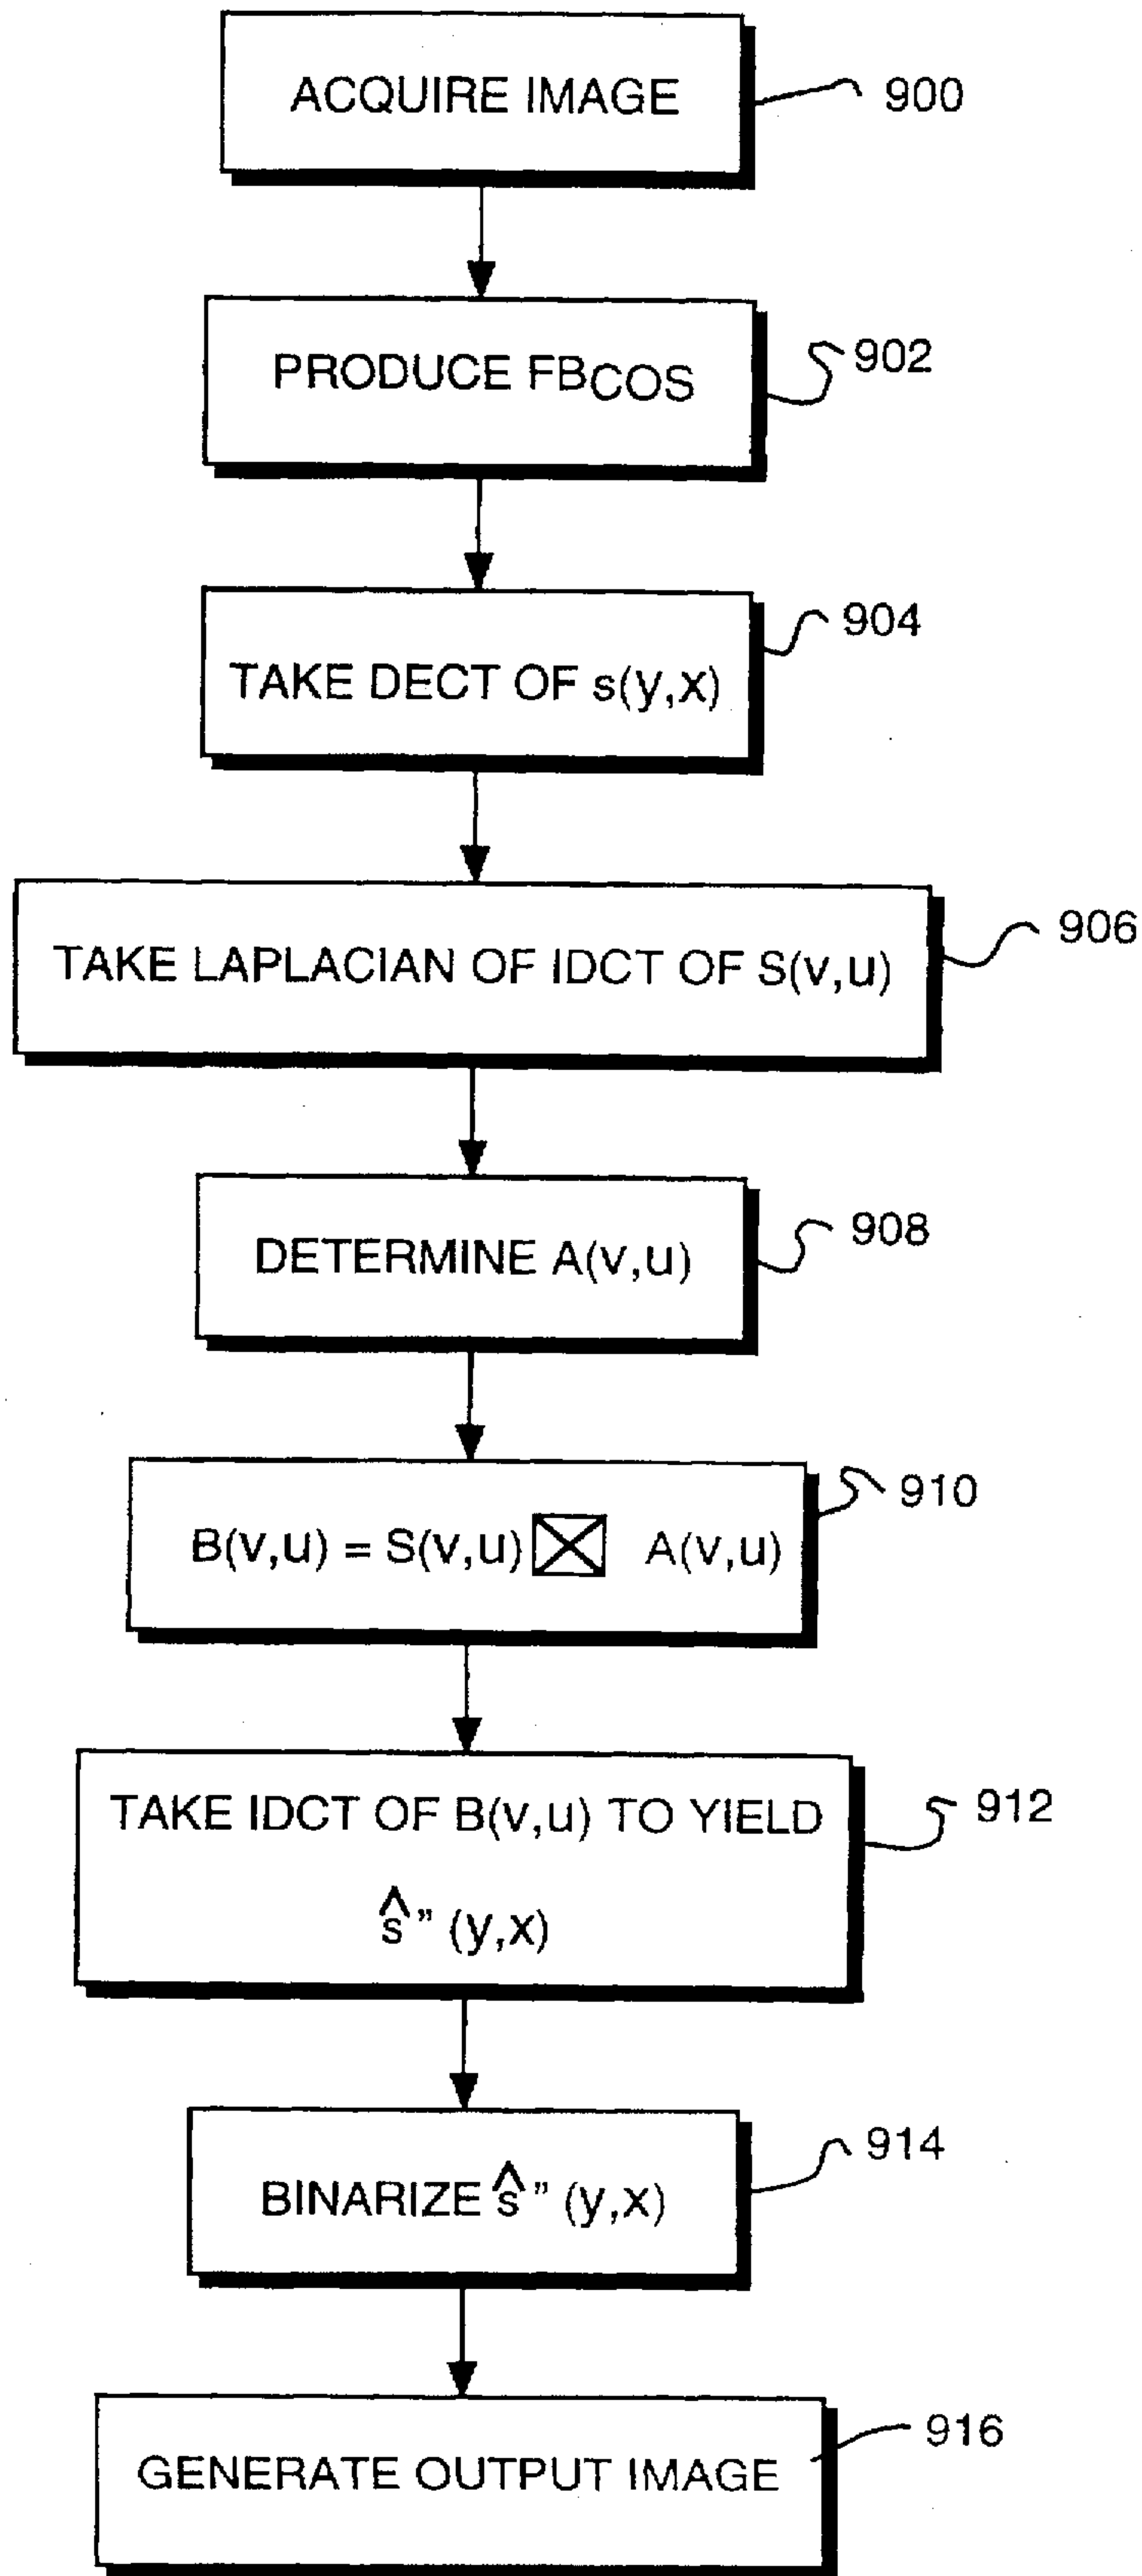 ACQUIRE IMAGE
900
PRODUCE FBCOS
902
TAKE DECT OF s(y,x)
904
TAKE LAPLACIAN OF IDCT OF S(v,u)
906
DETERMINE A(v,u)
908
B(v,u) = S(v,u) ☒ A(v,u)
910
TAKE IDCT OF B(v,u) TO YIELD
ŝ” (y,x)
912
BINARIZE ŝ” (y,x)
914
GENERATE OUTPUT IMAGE
916